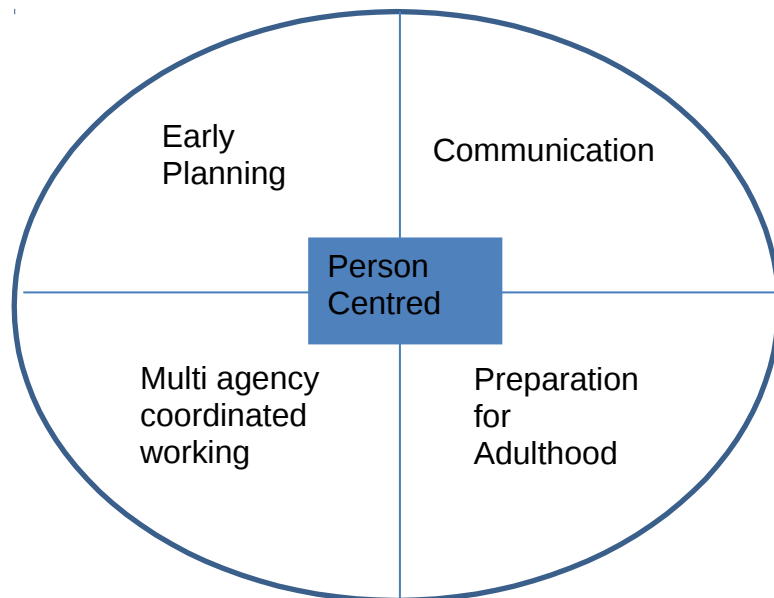 Early
Planning
Communication
Person
Centred
Multi agency
coordinated
working
Preparation
for
Adulthood